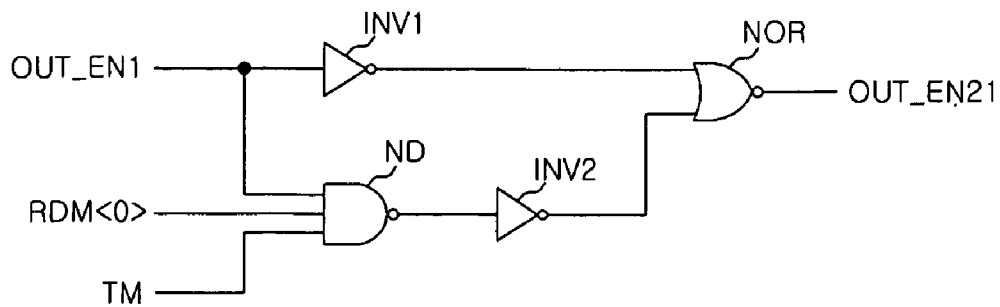 INV1
NOR
OUT_EN1
OUT_EN21
ND
INV2
RDM<0>
TM